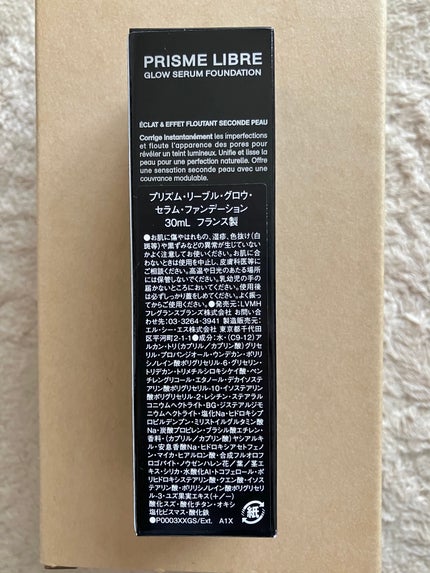 PRISME LIBRE
GLOW SERUM FOUNDATION
ÉCLAT & EFFET FLOUTANT SECONDE PEAU
Corrige instantanément les imperfections
et floute l'apparence des pores pour
révéler un teint lumineux. Unifie et lisse la
peau pour une perfection naturelle. Offre
une sensation seconde peau avec une
couvrance modulable.
プリズム・リーブル・グロウ・
セラム・ファンデーション
30mL フランス製
●お肌に傷やはれもの、湿疹、色抜け(白
斑等)や黒ずみなどの異常が生じていない
かよく注意してお使いください。お肌に合
わないときは使用を中止し、皮膚科医等に
ご相談ください。高温や日光のあたる場所
には保管しないでください。乳幼児の手の
届かないところにおいてください。使用後
は必ずしっかり蓋をしめてください。よく振っ
てからご使用ください。●発売元:LVMH
フレグランスブランズ株式会社 お問い合
わせ先:03-3264-3941 製造販売元:
エル・シー・エス株式会社 東京都千代田
区平河町2-1-1●成分:水・(C9-12)ア
ルカン・トリ(カプリル/カプリン酸)グリセ
リル・プロパンジオール・ウンデカン・ポリリ
シノレイン酸ポリグリセリル-6・グリセリン・
トリデカン・トリメチルシロキシケイ酸・ペン
チレングリコール・エタノール・デカイソステ
アリン酸ポリグリセリル-10・イソステアリン
酸ポリグリセリル-2・レシチン・ステアラル
コニウムヘクトライト・BG・ジステアルジモ
ニウムヘクトライト・塩化Na・ヒドロキシプ
ロピルデンプン・ミリストイルグルタミン酸
Na・炭酸プロピレン・ブラシル酸エチレン・
香料・(カプリル/カプリン酸)ヤシアルキ
ル・安息香酸Na・ヒドロキシアセトフェノ
ン・マイカ・ヒアルロン酸・合成フルオロフ
ロゴパイト・ノウゼンハレン花/葉/茎エ
キス・シリカ・水酸化Al・トコフェロール・ポ
リヒドロキシステアリン酸・クエン酸・イソス
テアリン酸・ポリリシノレイン酸ポリグリセリ
ル-3・ユズ果実エキス(+/-)
酸化スズ・酸化チタン・オキシ
塩化ビスマス・酸化鉄
●P0003XXGS/Ext. A1X
紙